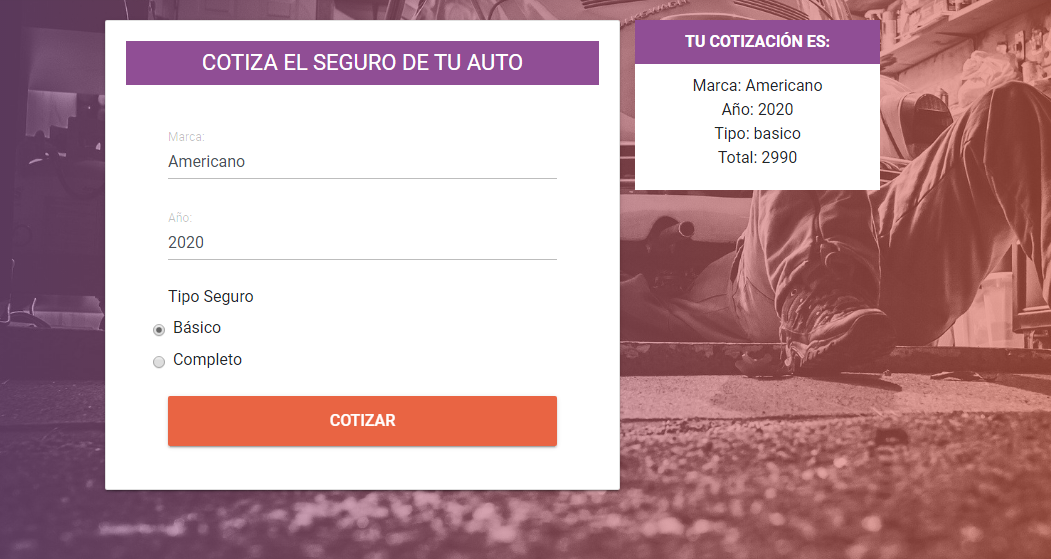 COTIZA EL SEGURO DE TU AUTO
Marca:
Americano
Año:
2020
Tipo Seguro
Básico
Completo
COTIZAR
TU COTIZACIÓN ES:
Marca: Americano
Año: 2020
Tipo: basico
Total: 2990